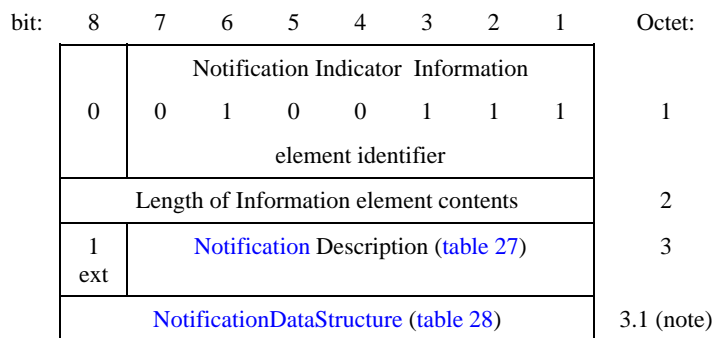 bit: 8 7 6 5 4 3 2 1 Octet:
Notification Indicator Information
0 0 1 0 0 1 1 1 1
element identifier
Length of Information element contents 2
1 Notification Description (table 27) 3
ext
NotificationDataStructure (table 28) 3.1 (note)